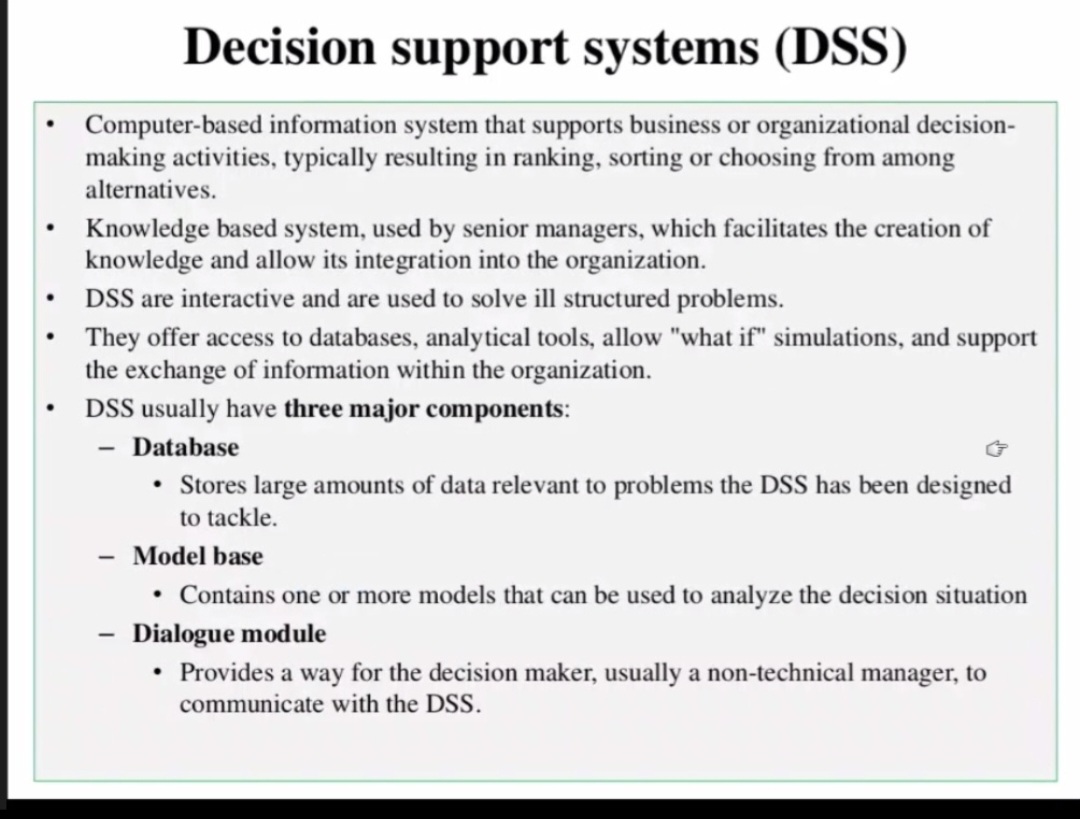 Decision support systems (DSS)
• Computer-based information system that supports business or organizational decision-
making activities, typically resulting in ranking, sorting or choosing from among
alternatives.
• Knowledge based system, used by senior managers, which facilitates the creation of
knowledge and allow its integration into the organization.
• DSS are interactive and are used to solve ill structured problems.
• They offer access to databases, analytical tools, allow "what if" simulations, and support
the exchange of information within the organization.
• DSS usually have three major components:
– Database
• Stores large amounts of data relevant to problems the DSS has been designed
to tackle.
– Model base
• Contains one or more models that can be used to analyze the decision situation
– Dialogue module
• Provides a way for the decision maker, usually a non-technical manager, to
communicate with the DSS.